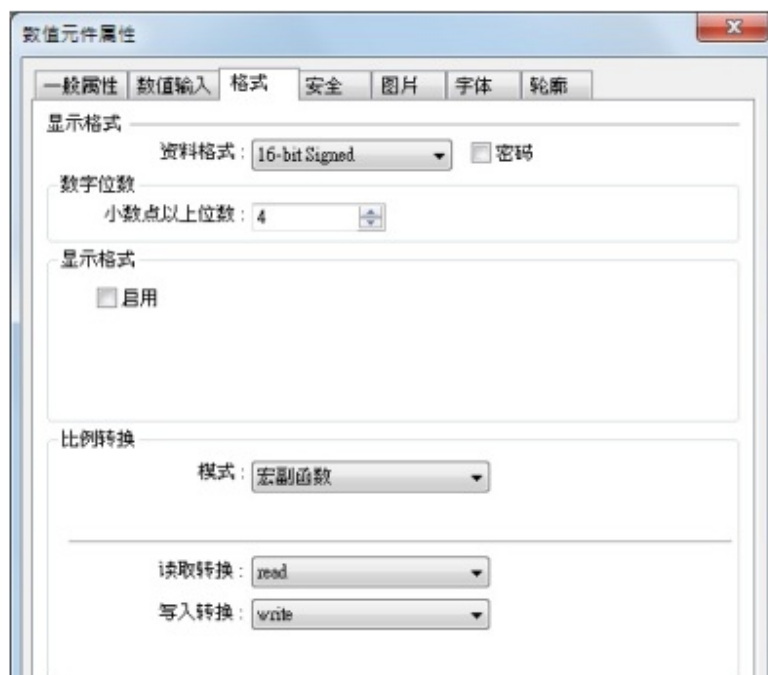 数值元件属性
一般属性 数值输入 格式 安全 图片 字体 轮廓
显示格式
资料格式: 16-bit Signed 密码
数字位数
小数点以上位数: 4
显示格式
启用
比例转换
模式: 宏副函数
读取转换: read
写入转换: write